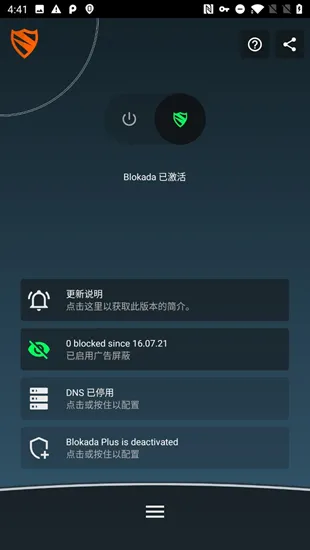 4:41
Blokada 已激活
更新说明
点击这里以获取此版本的简介。
0 blocked since 16.07.21
已启用广告屏蔽
DNS 已停用
点击或按住以配置
Blokada Plus is deactivated
点击或按住以配置